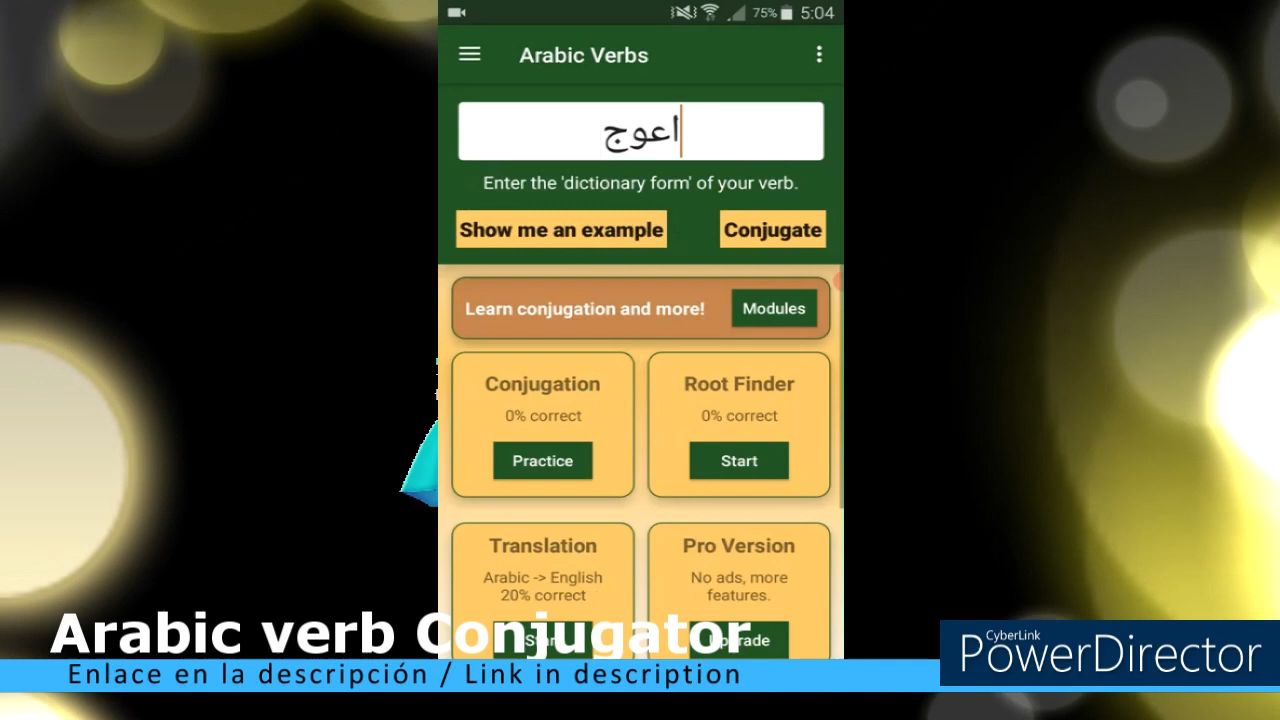 75% 5:04
Arabic Verbs
اعوج
Enter the 'dictionary form' of your verb.
Show me an example
Conjugate
Learn conjugation and more!
Modules
Conjugation
0% correct
Practice
Root Finder
0% correct
Start
Translation
Arabic -> English
20% correct
Start
Pro Version
No ads, more
features.
Upgrade
Arabic verb Conjugator
Enlace en la descripción / Link in description
CyberLink
PowerDirector